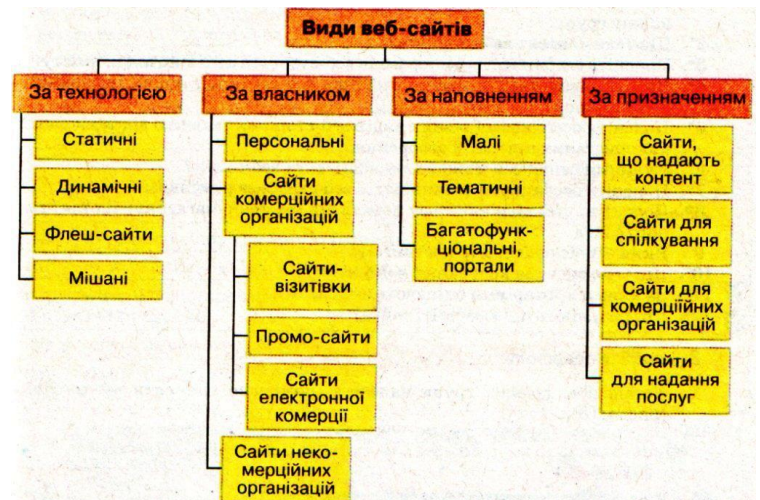 Види веб-сайтів
За технологією
Статичні
Динамічні
Флеш-сайти
Мішані
За власником
Персональні
Сайти
комерційних
організацій
Сайти-
візитівки
Промо-сайти
Сайти
електронної
комерції
Сайти неко-
мерційних
організацій
За наповненням
Малі
Тематичні
Багатофунк-
ціональні,
портали
За призначенням
Сайти,
що надають
контент
Сайти для
спілкування
Сайти для
комерціїйних
організацій
Сайти
для надання
послуг